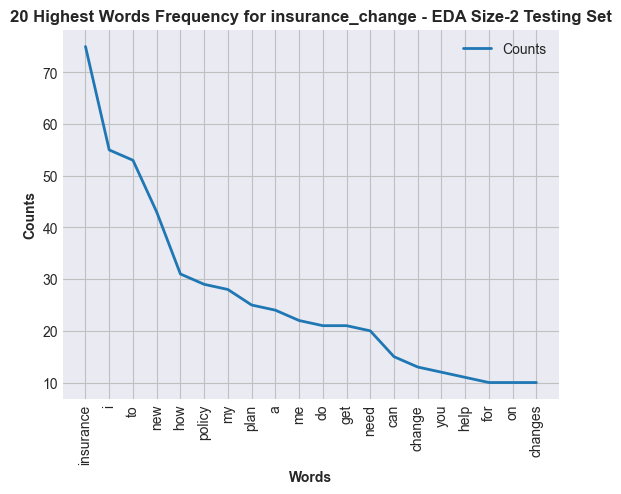 20 Highest Words Frequency for insurance_change - EDA Size-2 Testing Set
Counts
70
60
50
40
30
20
10
Counts
insurance
i
to
new
how
policy
my
plan
a
me
do
get
need
can
change
you
help
for
on
changes
Words